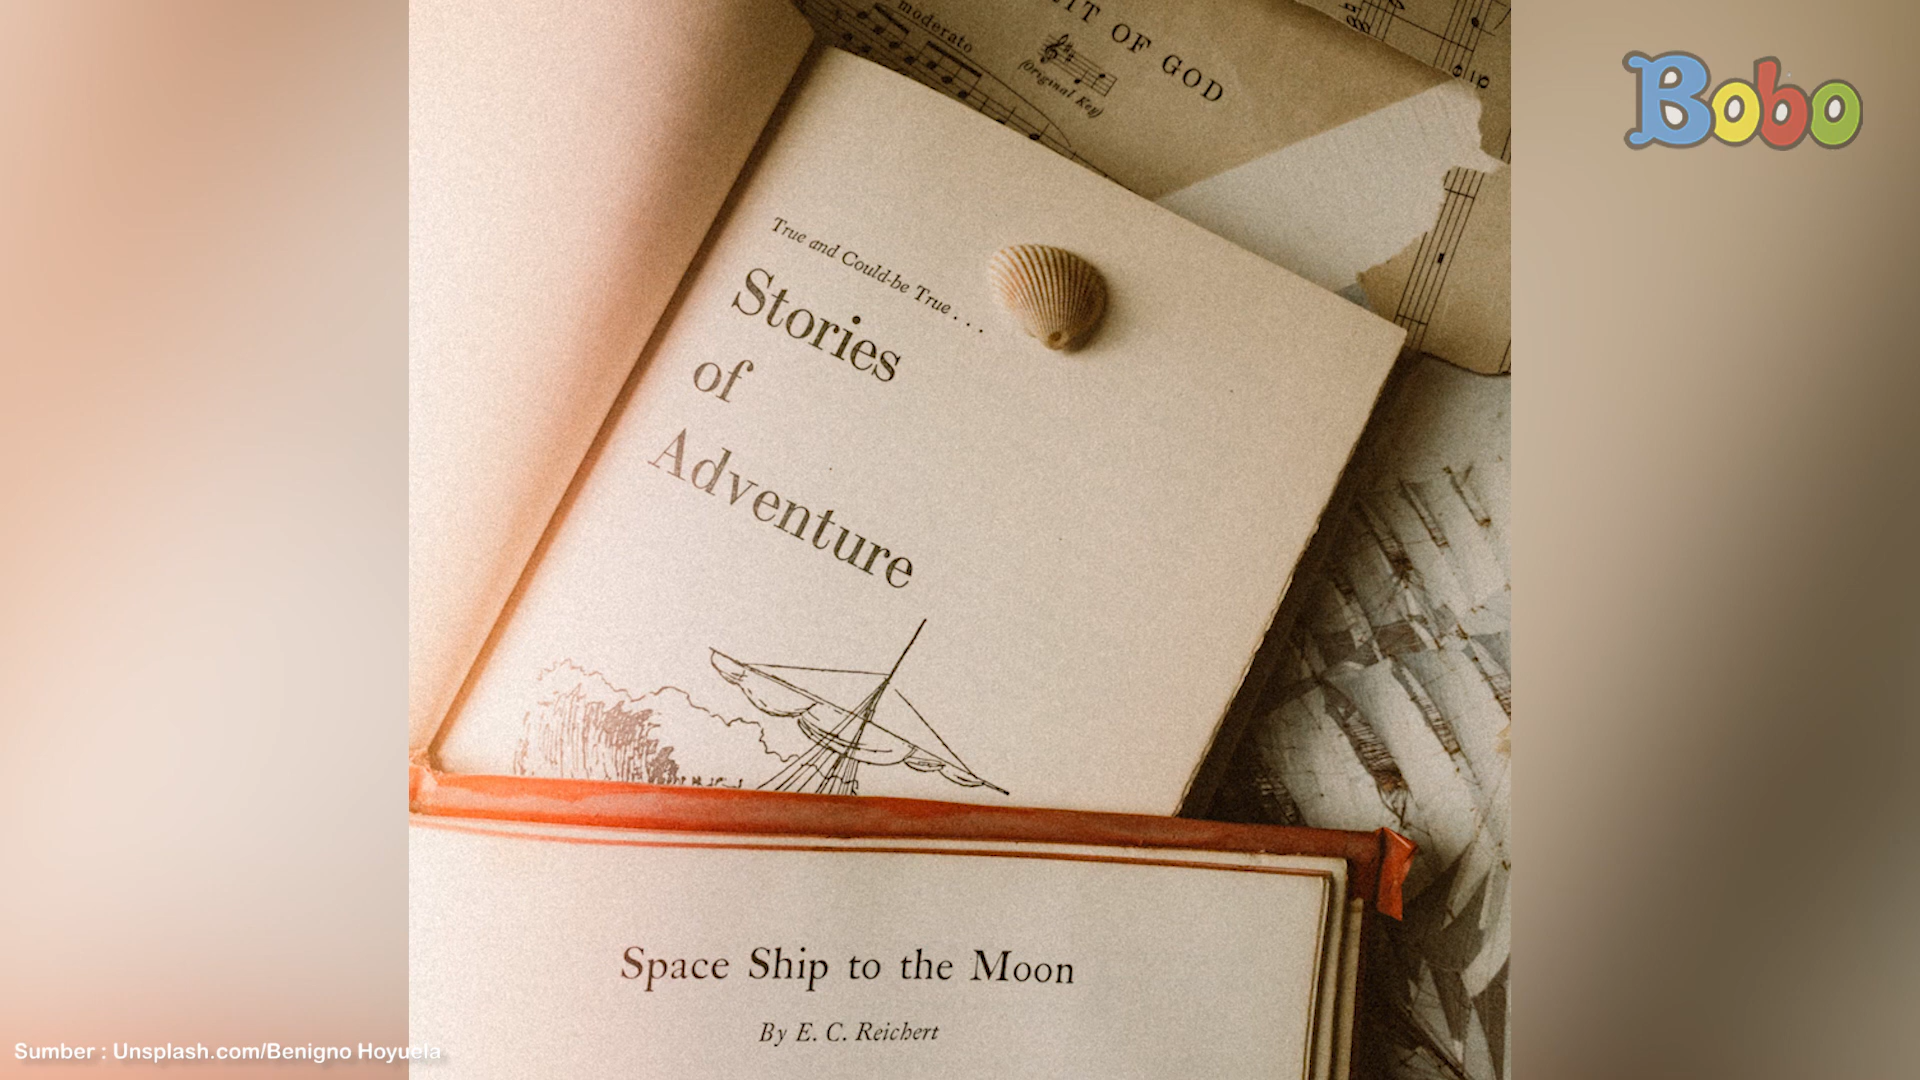 moderato
OF GOD
(Original Key)
Bobo
True and Could-be True . . .
Stories
of
Adventure
Space Ship to the Moon
By E. C. Reichert
Sumber : Unsplash.com/Benigno Hoyuela